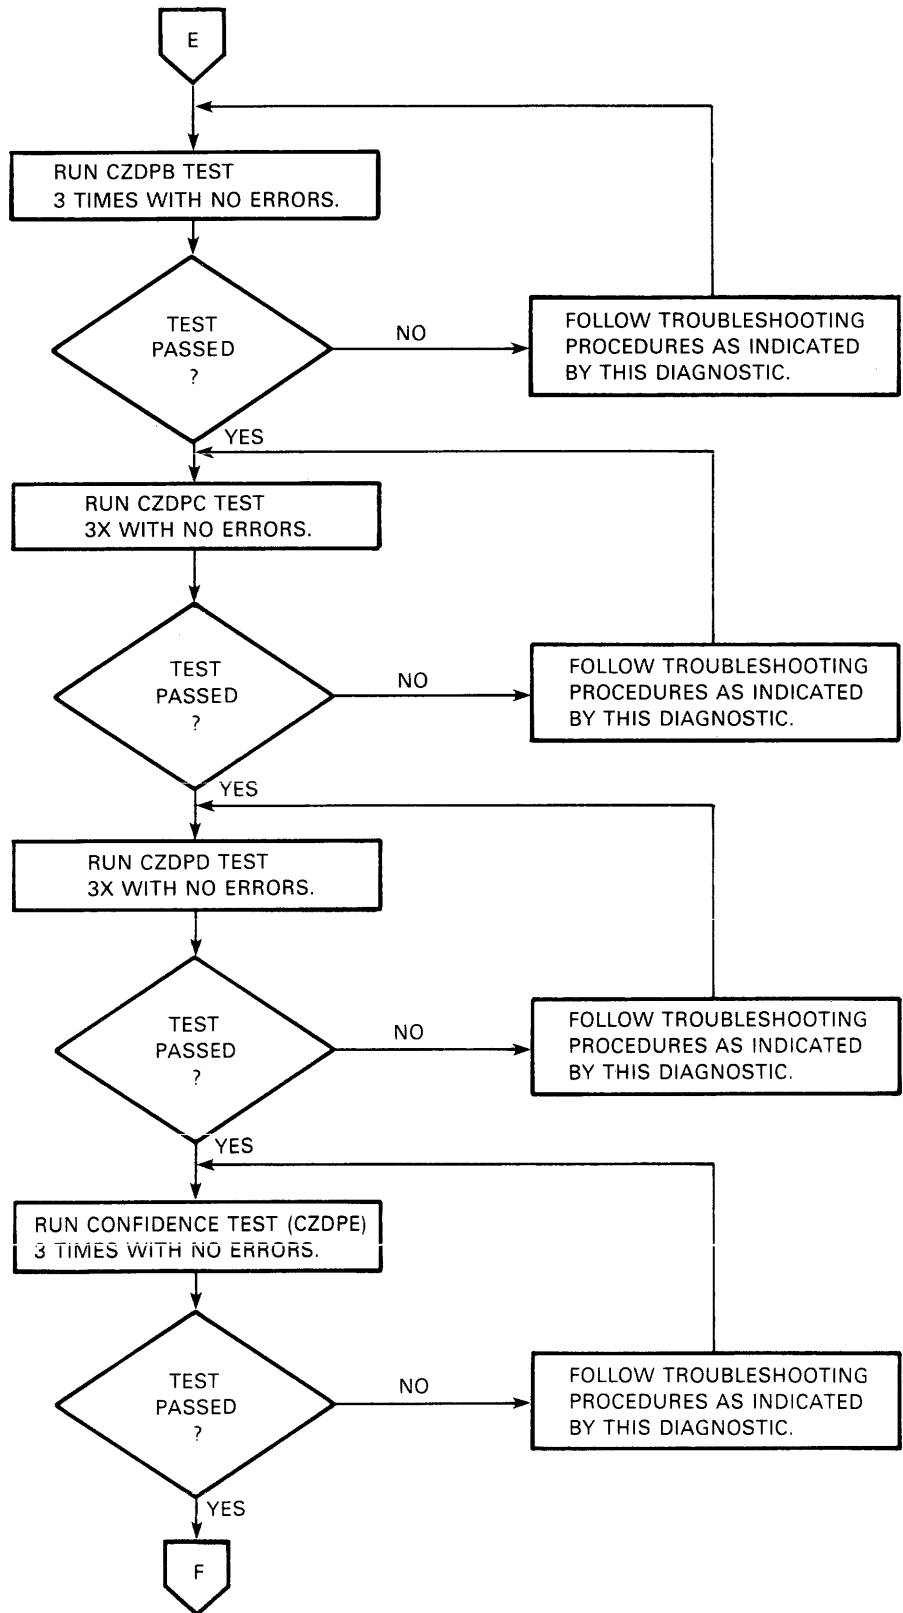 E
RUN CZDPB TEST
3 TIMES WITH NO ERRORS.
TEST
PASSED
?
NO
FOLLOW TROUBLESHOOTING
PROCEDURES AS INDICATED
BY THIS DIAGNOSTIC.
YES
RUN CZDPC TEST
3X WITH NO ERRORS.
TEST
PASSED
?
NO
FOLLOW TROUBLESHOOTING
PROCEDURES AS INDICATED
BY THIS DIAGNOSTIC.
YES
RUN CZDPD TEST
3X WITH NO ERRORS.
TEST
PASSED
?
NO
FOLLOW TROUBLESHOOTING
PROCEDURES AS INDICATED
BY THIS DIAGNOSTIC.
YES
RUN CONFIDENCE TEST (CZDPE)
3 TIMES WITH NO ERRORS.
TEST
PASSED
?
NO
FOLLOW TROUBLESHOOTING
PROCEDURES AS INDICATED
BY THIS DIAGNOSTIC.
YES
F